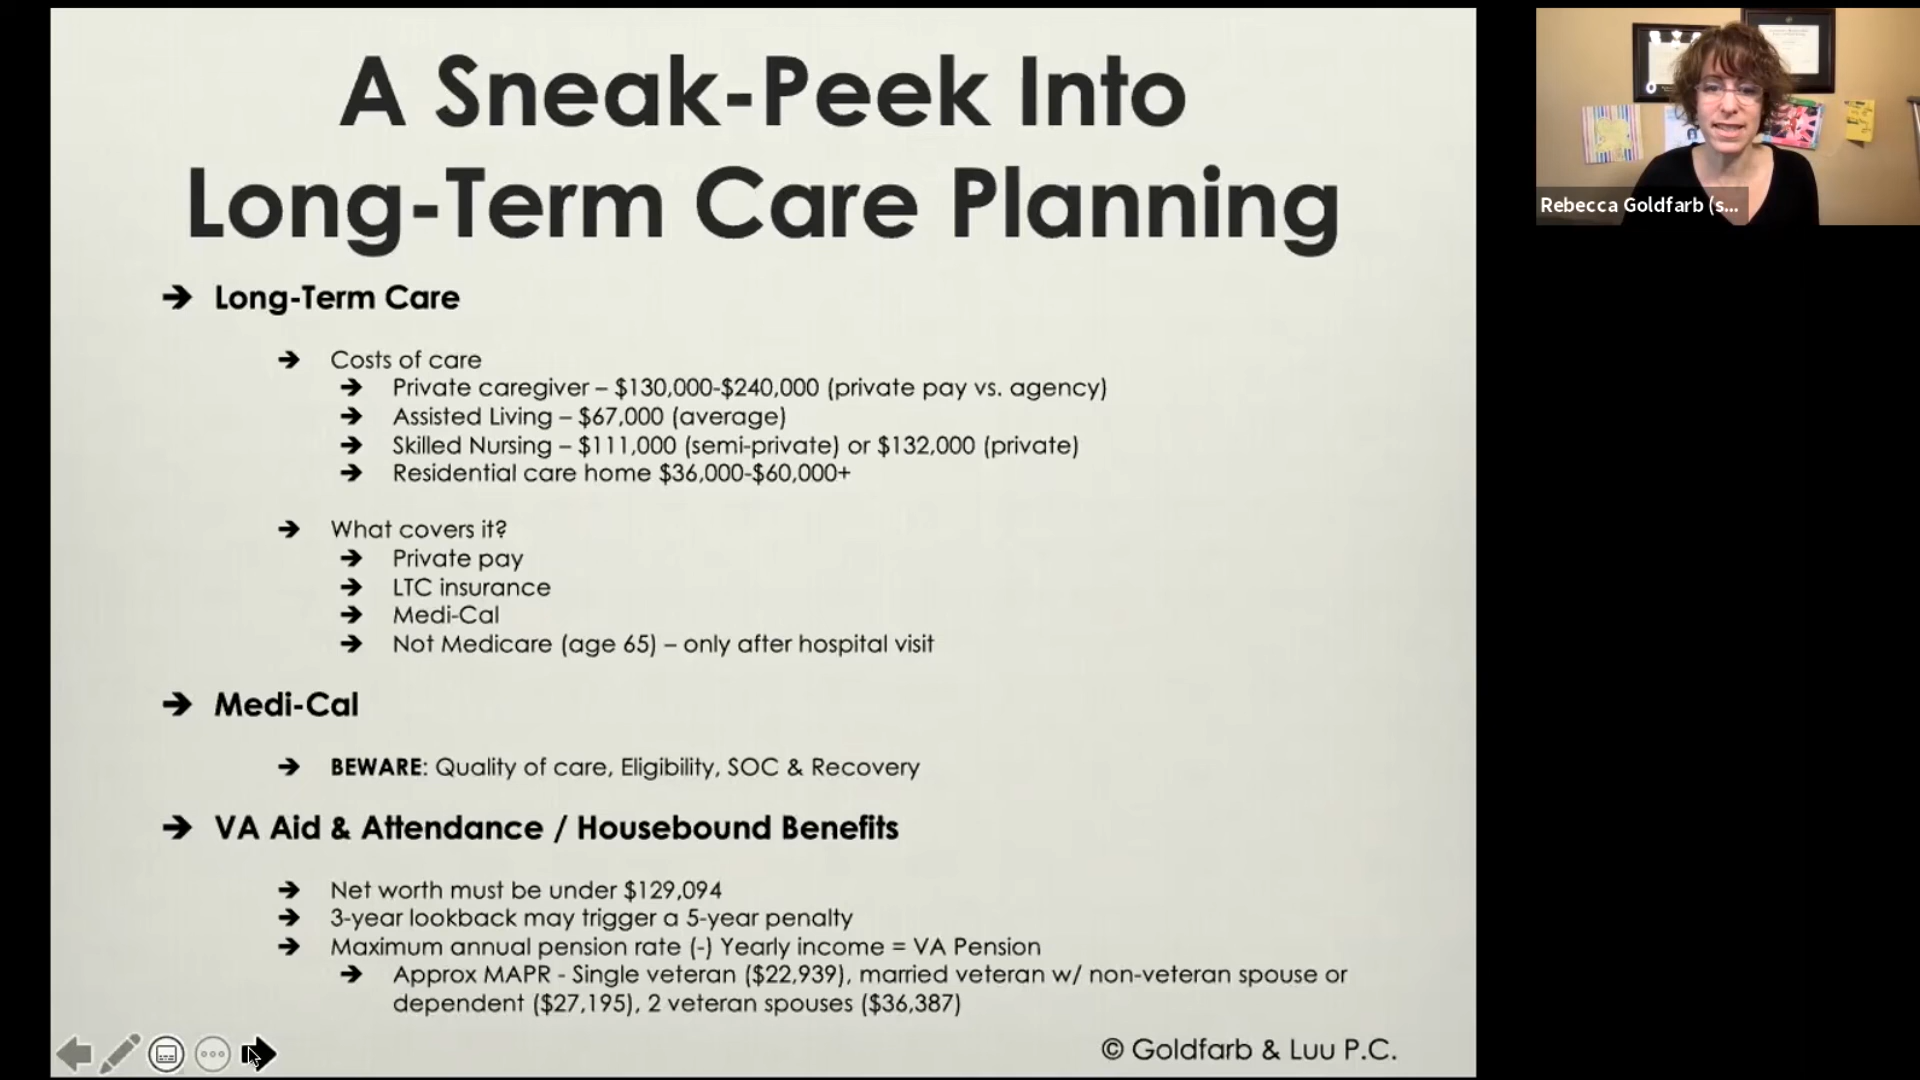 A Sneak-Peek Into
Long-Term Care Planning
➔ Long-Term Care
➔ Costs of care
➔ Private caregiver – $130,000-$240,000 (private pay vs. agency)
➔ Assisted Living – $67,000 (average)
➔ Skilled Nursing – $111,000 (semi-private) or $132,000 (private)
➔ Residential care home $36,000-$60,000+
➔ What covers it?
➔ Private pay
➔ LTC insurance
➔ Medi-Cal
➔ Not Medicare (age 65) – only after hospital visit
➔ Medi-Cal
➔ BEWARE: Quality of care, Eligibility, SOC & Recovery
➔ VA Aid & Attendance / Housebound Benefits
➔ Net worth must be under $129,094
➔ 3-year lookback may trigger a 5-year penalty
➔ Maximum annual pension rate (-) Yearly income = VA Pension
➔ Approx MAPR - Single veteran ($22,939), married veteran w/ non-veteran spouse or
dependent ($27,195), 2 veteran spouses ($36,387)
© Goldfarb & Luu P.C.
Rebecca Goldfarb (s...